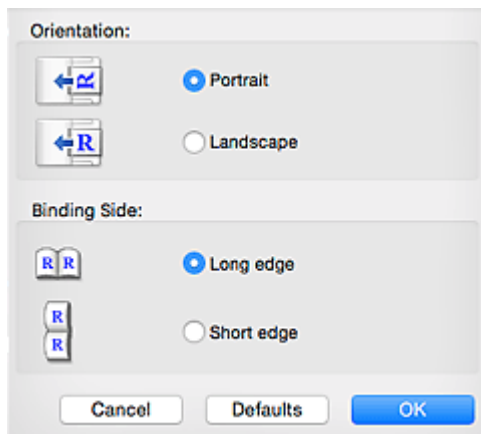 Orientation:
R
Portrait
R
Landscape
Binding Side:
R R
Long edge
R
R
Short edge
Cancel Defaults OK